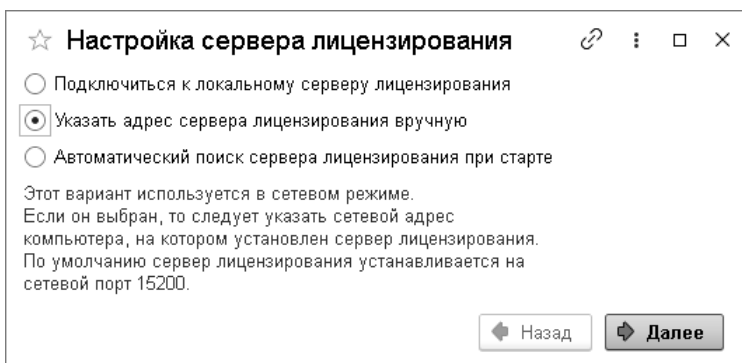 Настройка сервера лицензирования
Подключиться к локальному серверу лицензирования
Указать адрес сервера лицензирования вручную
Автоматический поиск сервера лицензирования при старте
Этот вариант используется в сетевом режиме.
Если он выбран, то следует указать сетевой адрес
компьютера, на котором установлен сервер лицензирования.
По умолчанию сервер лицензирования устанавливается на
сетевой порт 15200.
Назад
Далее